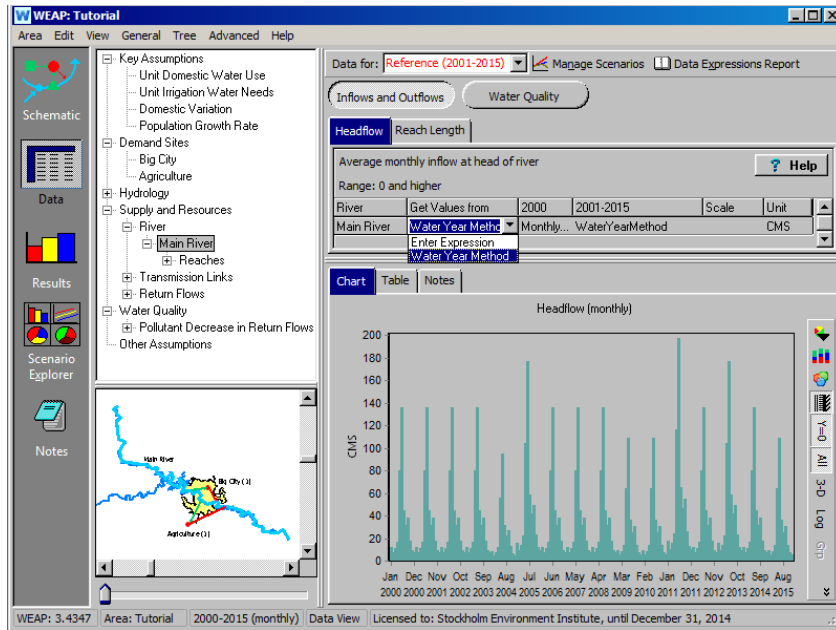 WEAP: Tutorial
Area Edit View General Tree Advanced Help
Schematic
Data
Results
Scenario
Explorer
Notes
Key Assumptions
Unit Domestic Water Use
Unit Irrigation Water Needs
Domestic Variation
Population Growth Rate
Demand Sites
Big City
Agriculture
Hydrology
Supply and Resources
River
Main River
Reaches
Transmission Links
Return Flows
Water Quality
Pollutant Decrease in Return Flows
Other Assumptions
Main River
Big City (1)
Agriculture (1)
Data for: Reference (2001-2015) Manage Scenarios Data Expressions Report
Inflows and Outflows Water Quality
Headflow Reach Length
Average monthly inflow at head of river
? Help
Range: 0 and higher
River Get Values from 2000 2001-2015 Scale Unit
Main River Water Year Metho Monthly... WaterYearMethod CMS
Enter Expression
Water Year Method
Chart Table Notes
Headflow (monthly)
CMS
200
180
160
140
120
100
80
60
40
20
0
Jan Dec Nov Oct Sep Aug Jul Jun May Apr Mar Feb Jan Dec Nov Oct Sep Aug
2000 2000 2001 2002 2003 2004 2005 2006 2007 2008 2009 2010 2011 2011 2012 2013 2014 2015
Y=0
All
3-D
Log
Grp
WEAP: 3.4347 Area: Tutorial 2000-2015 (monthly) Data View Licensed to: Stockholm Environment Institute, until December 31, 2014